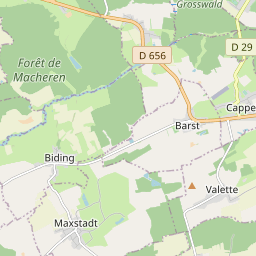 Grosswald
D 656
D 29
Forêt de
Macheren
Cappe
Barst
Biding
Valette
Maxstadt